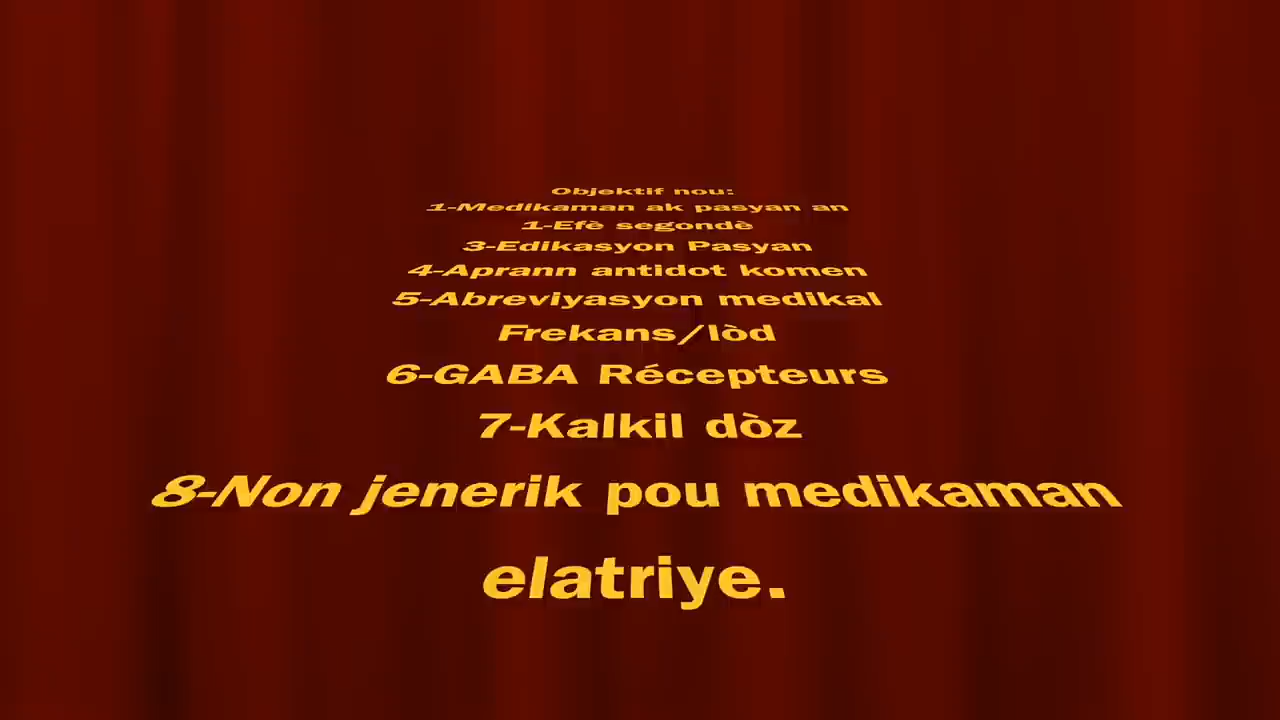 Objektif nou:
1-Medikaman ak pasyan an
1-Efè segondè
3-Edikasyon Pasyan
4-Aprann antidot komen
5-Abreviyasyon medikal
Frekans/lòd
6-GABA Récepteurs
7-Kalkil dòz
8-Non jenerik pou medikaman
elatriye.